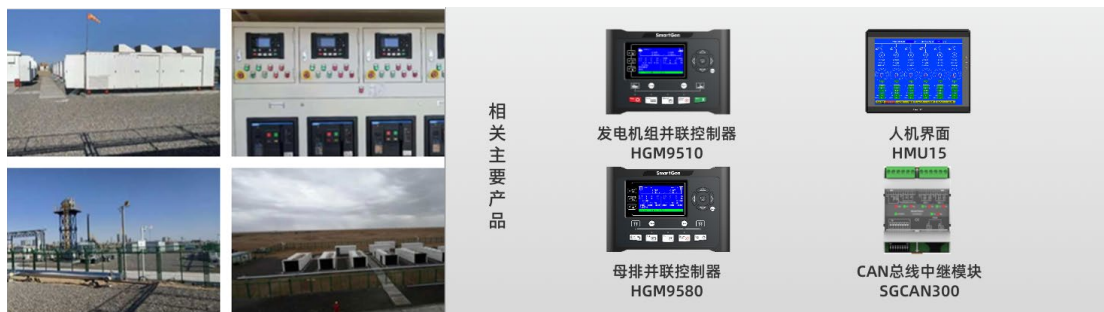 相关主要产品
SmartGen
发电机组并联控制器
HGM9510
人机界面
HMU15
SmartGen
母排并联控制器
HGM9580
CAN总线中继模块
SGCAN300